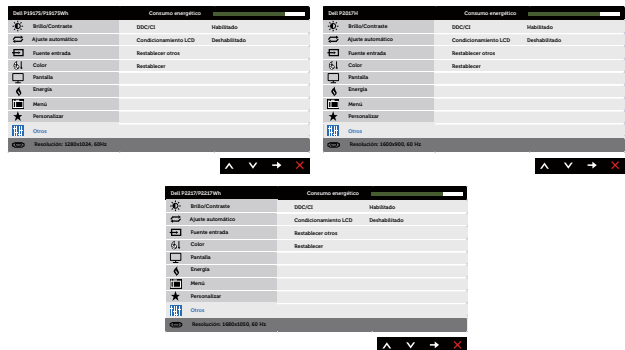 Dell P1917S/P1917SWh Consumo energético
Brillo/Contraste DDC/CI Habilitado
Ajuste automático Condicionamiento LCD Deshabilitado
Fuente entrada Restablecer otros
Color Restablecer
Pantalla
Energía
Menú
Personalizar
Otros
Resolución: 1280x1024, 60Hz
Dell P2017H Consumo energético
Brillo/Contraste DDC/CI Habilitado
Ajuste automático Condicionamiento LCD Deshabilitado
Fuente entrada Restablecer otros
Color Restablecer
Pantalla
Energía
Menú
Personalizar
Otros
Resolución: 1600x900, 60 Hz
Dell P2217/P2217Wh Consumo energético
Brillo/Contraste DDC/CI Habilitado
Ajuste automático Condicionamiento LCD Deshabilitado
Fuente entrada Restablecer otros
Color Restablecer
Pantalla
Energía
Menú
Personalizar
Otros
Resolución: 1680x1050, 60 Hz